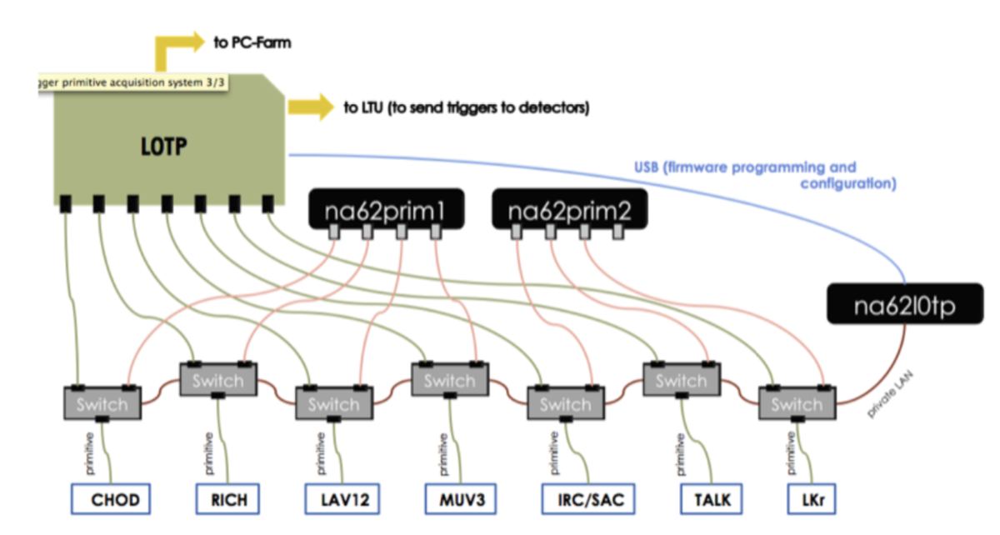 to PC-Farm
gger primitive acquisition system 3/3
to LTU (to send triggers to detectors)
L0TP
USB (firmware programming and
configuration)
na62prim1
na62prim2
na62l0tp
Switch
Switch
Switch
Switch
Switch
Switch
Switch
private LAN
primitive
primitive
primitive
primitive
primitive
primitive
primitive
CHOD
RICH
LAV12
MUV3
IRC/SAC
TALK
LKr